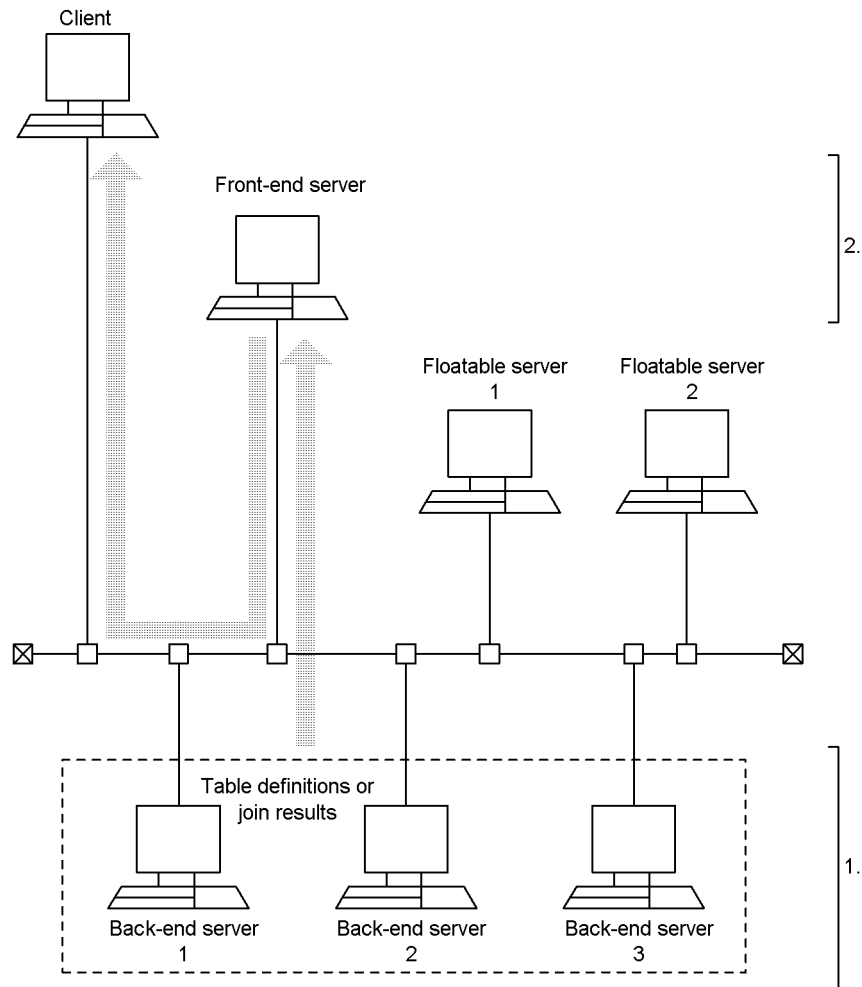 Client
Front-end server
2.
Floatable server
1
Floatable server
2
Table definitions or
join results
1.
Back-end server
1
Back-end server
2
Back-end server
3